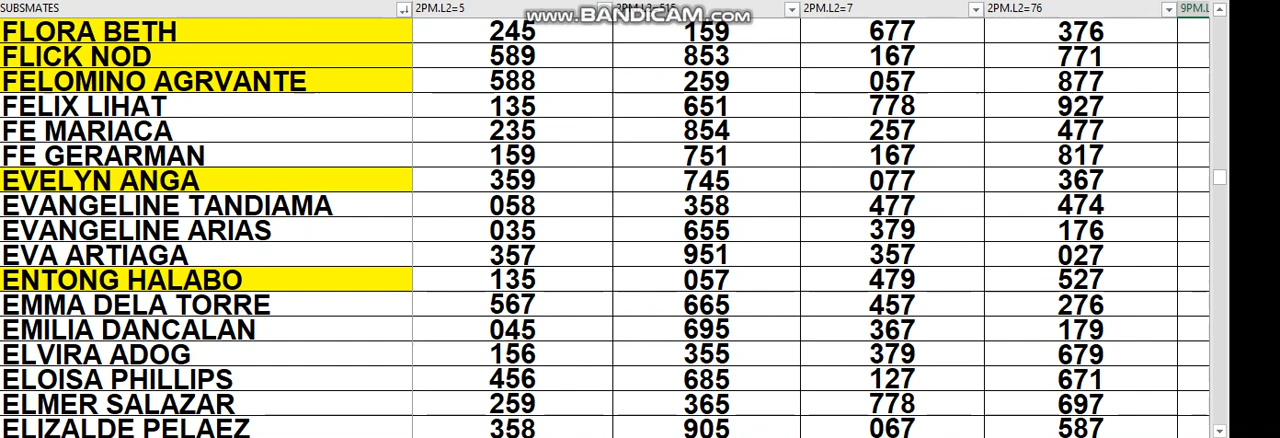 SUBSMATES 2PM.L2=5 2PM.L2=515 2PM.L2=7 2PM.L2=76 9PM.L
www.BANDICAM.com
FLORA BETH 245 159 677 376
FLICK NOD 589 853 167 771
FELOMINO AGRVANTE 588 259 057 877
FELIX LIHAT 135 651 778 927
FE MARIACA 235 854 257 477
FE GERARMAN 159 751 167 817
EVELYN ANGA 359 745 077 367
EVANGELINE TANDIAMA 058 358 477 474
EVANGELINE ARIAS 035 655 379 176
EVA ARTIAGA 357 951 357 027
ENTONG HALABO 135 057 479 527
EMMA DELA TORRE 567 665 457 276
EMILIA DANCALAN 045 695 367 179
ELVIRA ADOG 156 355 379 679
ELOISA PHILLIPS 456 685 127 671
ELMER SALAZAR 259 365 778 697
ELIZALDE PELAEZ 358 905 067 587